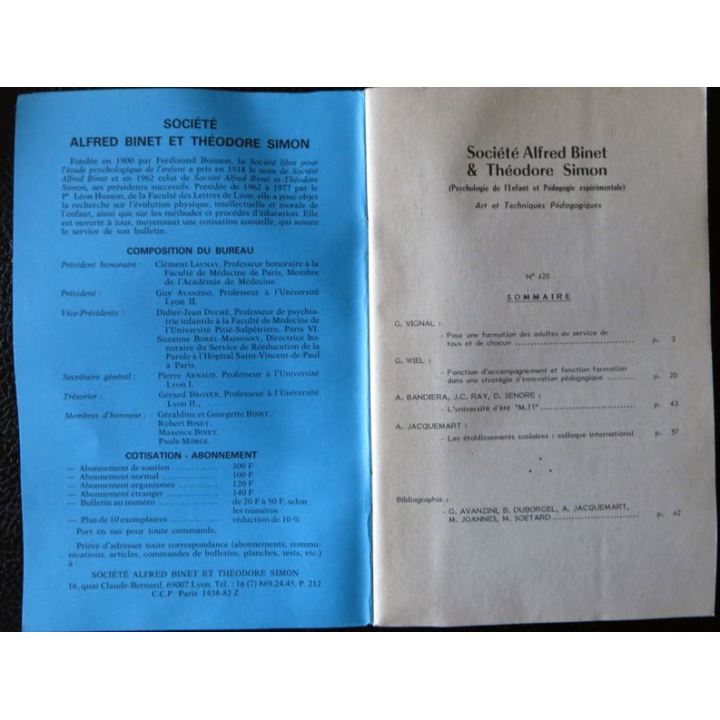 SOCIÉTÉ
ALFRED BINET ET THÉODORE SIMON
Fondée en 1900 par Ferdinand Buisson, la Société libre pour
l'étude psychologique de l'enfant a pris en 1918 le nom de Société
Alfred Binet et en 1962 celui de Société Alfred Binet et Théodore
Simon, ses présidents successifs. Présidée de 1962 à 1977 par le
Pr Léon Husson, de la Faculté des Lettres de Lyon, elle a pour objet
la recherche sur l'évolution physique, intellectuelle et morale de
l'enfant, ainsi que sur les méthodes et procédés d'éducation. Elle
est ouverte à tous, moyennant une cotisation annuelle, qui assure
le service de son bulletin.
COMPOSITION DU BUREAU
Président honoraire : Clément LAUNAY, Professeur honoraire à la
Faculté de Médecine de Paris, Membre
de l'Académie de Médecine.
Président : Guy AVANZINI, Professeur à l'Université
Lyon II.
Vice-Présidents : Didier-Jean DUCHÉ, Professeur de psychia-
trie infantile à la Faculté de Médecine de
l'Université Pitié-Salpêtrière, Paris VI.
Suzanne BOREL-MAISONNY, Directrice ho-
noraire du Service de Rééducation de la
Parole à l'Hôpital Saint-Vincent-de-Paul
à Paris.
Secrétaire général : Pierre ARNAUD, Professeur à l'Université
Lyon I.
Trésorier : Gérard BROYER, Professeur à l'Université
Lyon II.
Membres d'honneur : Géraldine et Georgette BINET.
Robert BINET.
Maxence BINET.
Paule MORGE.
COTISATION - ABONNEMENT
— Abonnement de soutien .......... 300 F
— Abonnement normal .......... 100 F
— Abonnement organismes .......... 120 F
— Abonnement étranger .......... 140 F
— Bulletin au numéro .......... de 20 F à 50 F, selon
les numéros
— Plus de 10 exemplaires .......... réduction de 10 %
Port en sus pour toute commande.
Prière d'adresser toute correspondance (abonnements, commu-
nications, articles, commandes de bulletins, planches, tests, etc.)
à :
SOCIÉTÉ ALFRED BINET ET THÉODORE SIMON
16, quai Claude-Bernard, 69007 Lyon. Tél. : 16 (7) 869.24.45. P. 212
C.C.P. Paris 1438-82 Z
Société Alfred Binet
& Théodore Simon
(Psychologie de l'Enfant et Pédagogie expérimentale)
Art et Techniques Pédagogiques
N° 620
SOMMAIRE
G. VIGNAL :
- Pour une formation des adultes au service de
tous et de chacun .......... p. 3
G. WIEL :
- Fonction d'accompagnement et fonction formation
dans une stratégie d'innovation pédagogique .......... p. 20
A. BANDIERA, J.C. RAY, D. SENORE :
- L'université d'été "M.11" .......... p. 43
A. JACQUEMART :
- Les établissements scolaires : colloque international p. 57
Bibliographie :
- G. AVANZINI, B. DUBORGEL, A. JACQUEMART,
M. JOANNES, M. SOETARD .......... p. 62